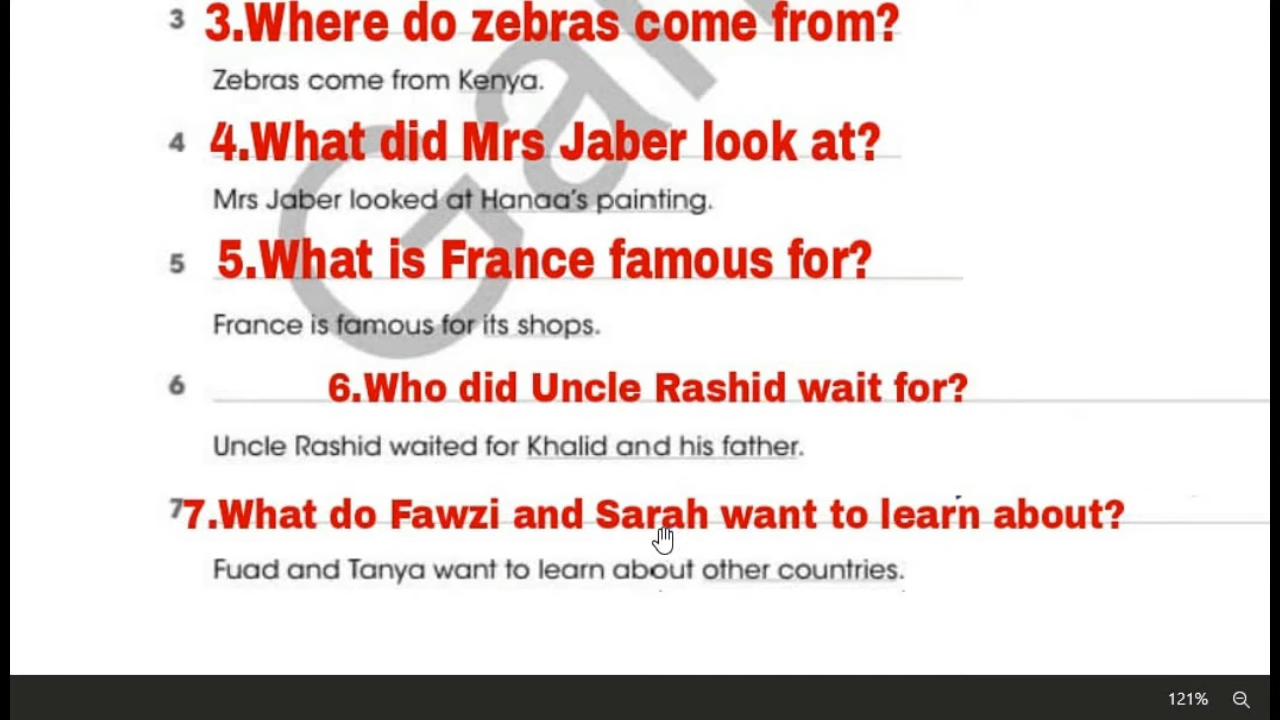 3 3.Where do zebras come from?
Zebras come from Kenya.
4 4.What did Mrs Jaber look at?
Mrs Jaber looked at Hanaa's painting.
5 5.What is France famous for?
France is famous for its shops.
6 6.Who did Uncle Rashid wait for?
Uncle Rashid waited for Khalid and his father.
7 7.What do Fawzi and Sarah want to learn about?
Fuad and Tanya want to learn about other countries.
121%